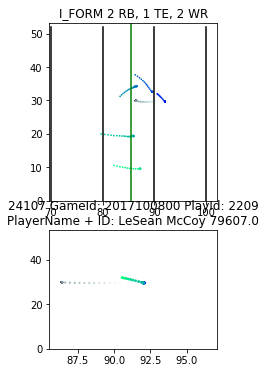 I_FORM 2 RB, 1 TE, 2 WR
50
40
30
20
10
0
70 80 90 100
24107 GameId: 2017100800 PlayId: 2209
PlayerName + ID: LeSean McCoy 79607.0
40
20
0
87.5 90.0 92.5 95.0